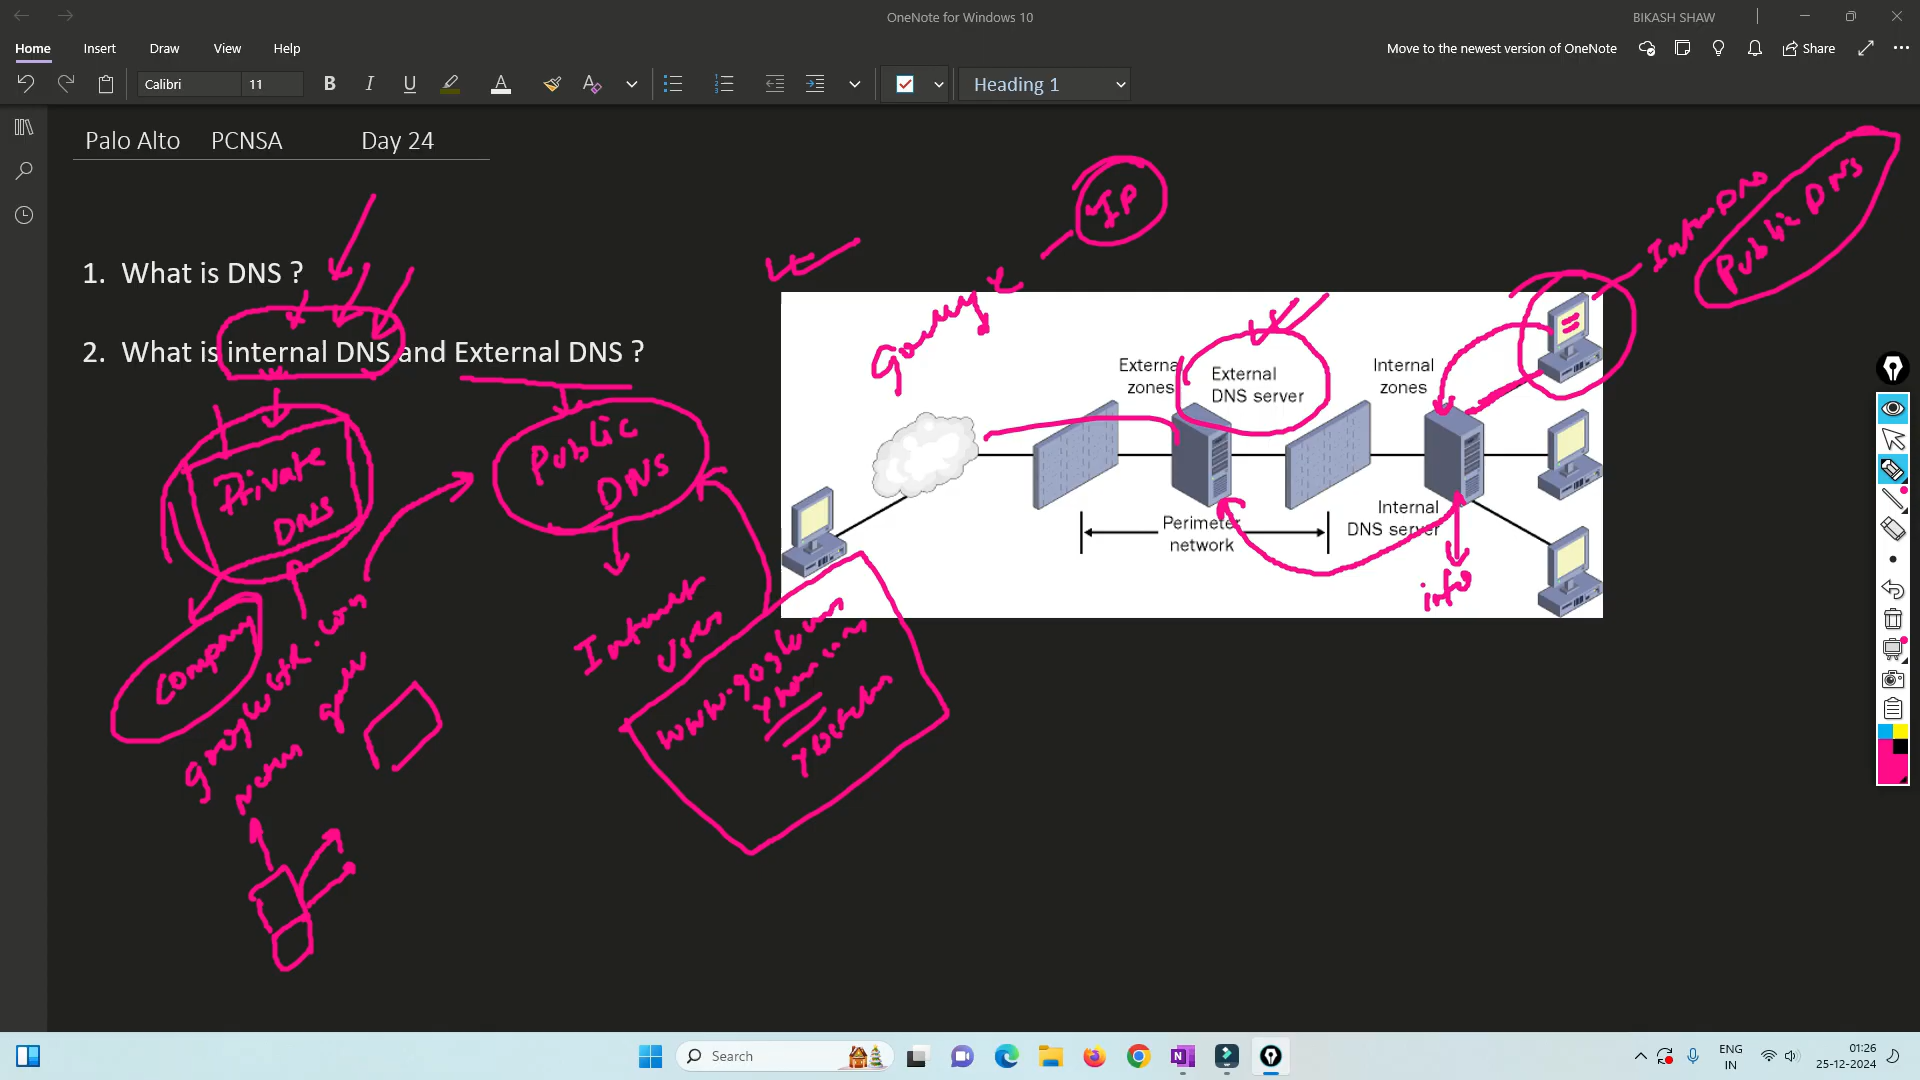 OneNote for Windows 10
BIKASH SHAW
Home Insert Draw View Help
Move to the newest version of OneNote
Share
Calibri 11
B I U A A
Heading 1
Palo Alto PCNSA Day 24
1. What is DNS ?
2. What is internal DNS and External DNS ?
IP
Public DNS
External
zones
External
DNS server
Internal
zones
Perimeter
network
Internal
DNS server
info
Private
DNS
Public
DNS
Company
Search
ENG
IN
01:26
25-12-2024